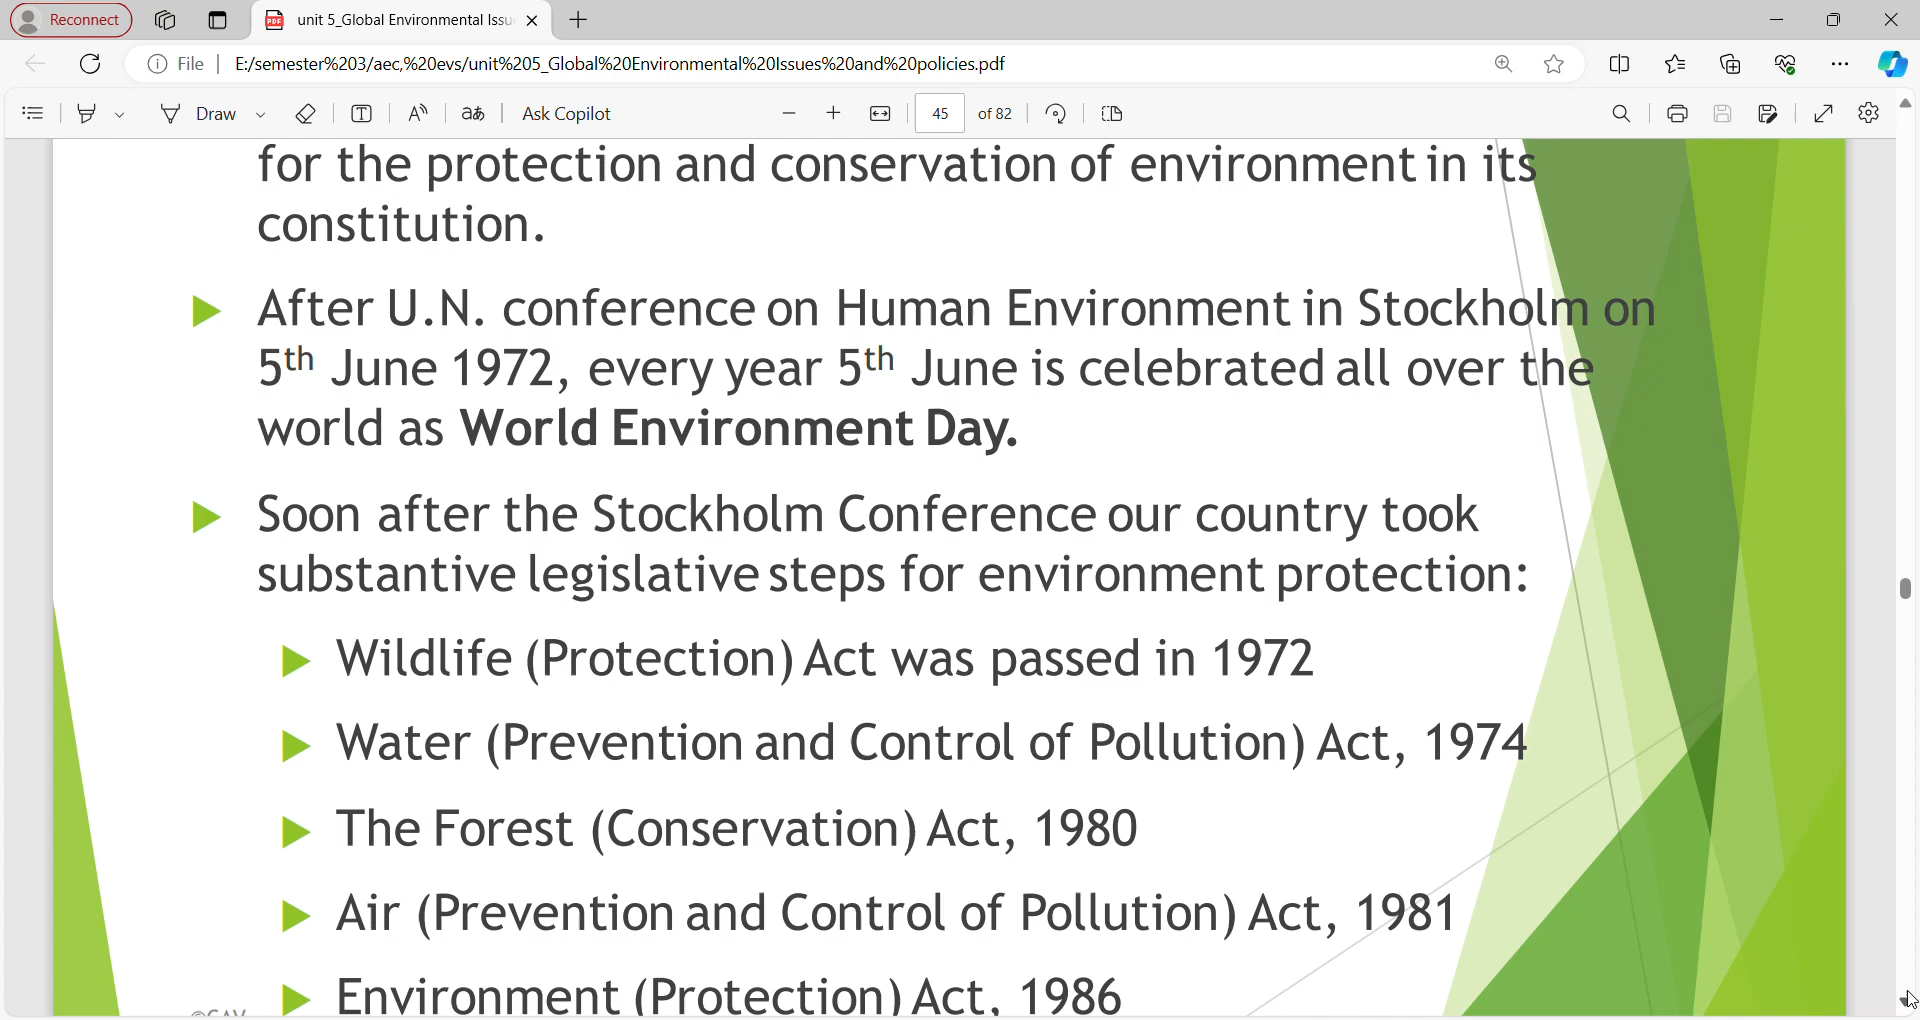 Reconnect
unit 5_Global Environmental Issu
File
E:/semester%203/aec,%20evs/unit%205_Global%20Environmental%20Issues%20and%20policies.pdf
Draw
Ask Copilot
45 of 82
for the protection and conservation of environment in its
constitution.
After U.N. conference on Human Environment in Stockholm on
5th June 1972, every year 5th June is celebrated all over the
world as World Environment Day.
Soon after the Stockholm Conference our country took
substantive legislative steps for environment protection:
Wildlife (Protection) Act was passed in 1972
Water (Prevention and Control of Pollution) Act, 1974
The Forest (Conservation) Act, 1980
Air (Prevention and Control of Pollution) Act, 1981
Environment (Protection) Act, 1986